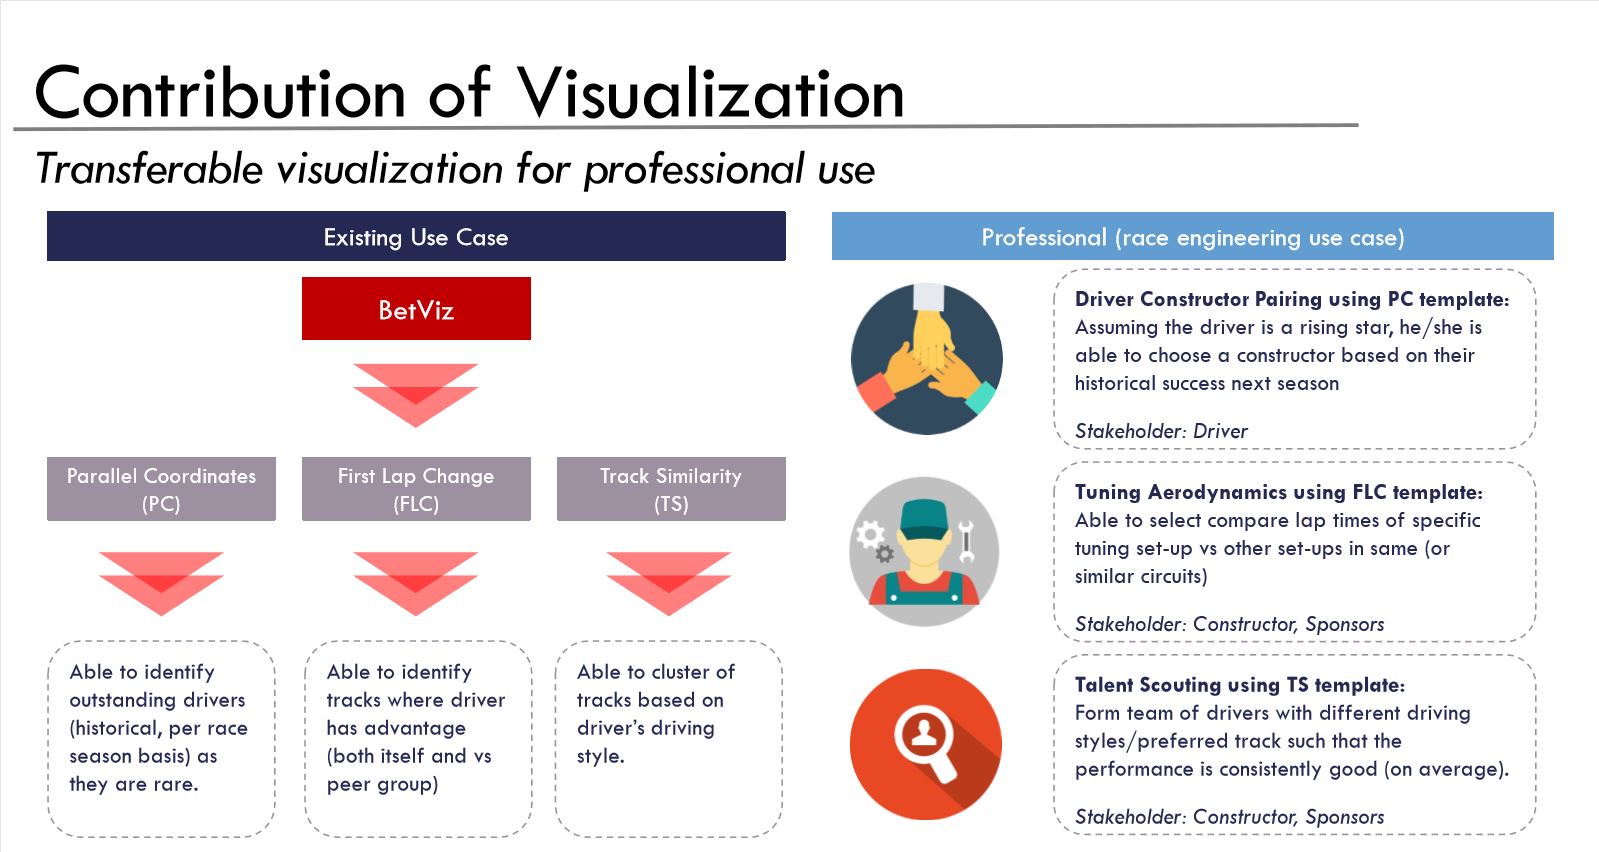 Contribution of Visualization
Transferable visualization for professional use
Existing Use Case
BetViz
Parallel Coordinates
(PC)
First Lap Change
(FLC)
Track Similarity
(TS)
Able to identify
outstanding drivers
(historical, per race
season basis) as
they are rare.
Able to identify
tracks where driver
has advantage
(both itself and vs
peer group)
Able to cluster of
tracks based on
driver’s driving
style.
Professional (race engineering use case)
Driver Constructor Pairing using PC template:
Assuming the driver is a rising star, he/she is
able to choose a constructor based on their
historical success next season
Stakeholder: Driver
Tuning Aerodynamics using FLC template:
Able to select compare lap times of specific
tuning set-up vs other set-ups in same (or
similar circuits)
Stakeholder: Constructor, Sponsors
Talent Scouting using TS template:
Form team of drivers with different driving
styles/preferred track such that the
performance is consistently good (on average).
Stakeholder: Constructor, Sponsors